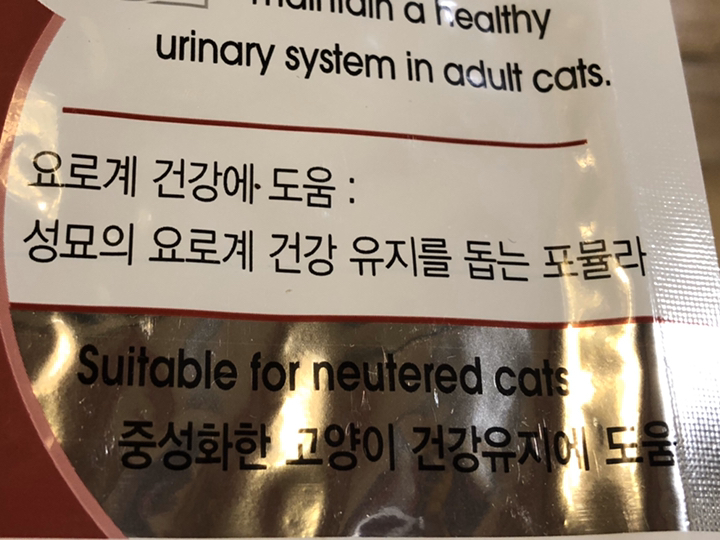 maintain a healthy
urinary system in adult cats.
요로계 건강에 도움 :
성묘의 요로계 건강 유지를 돕는 포뮬라
Suitable for neutered cats
중성화한 고양이 건강유지에 도움